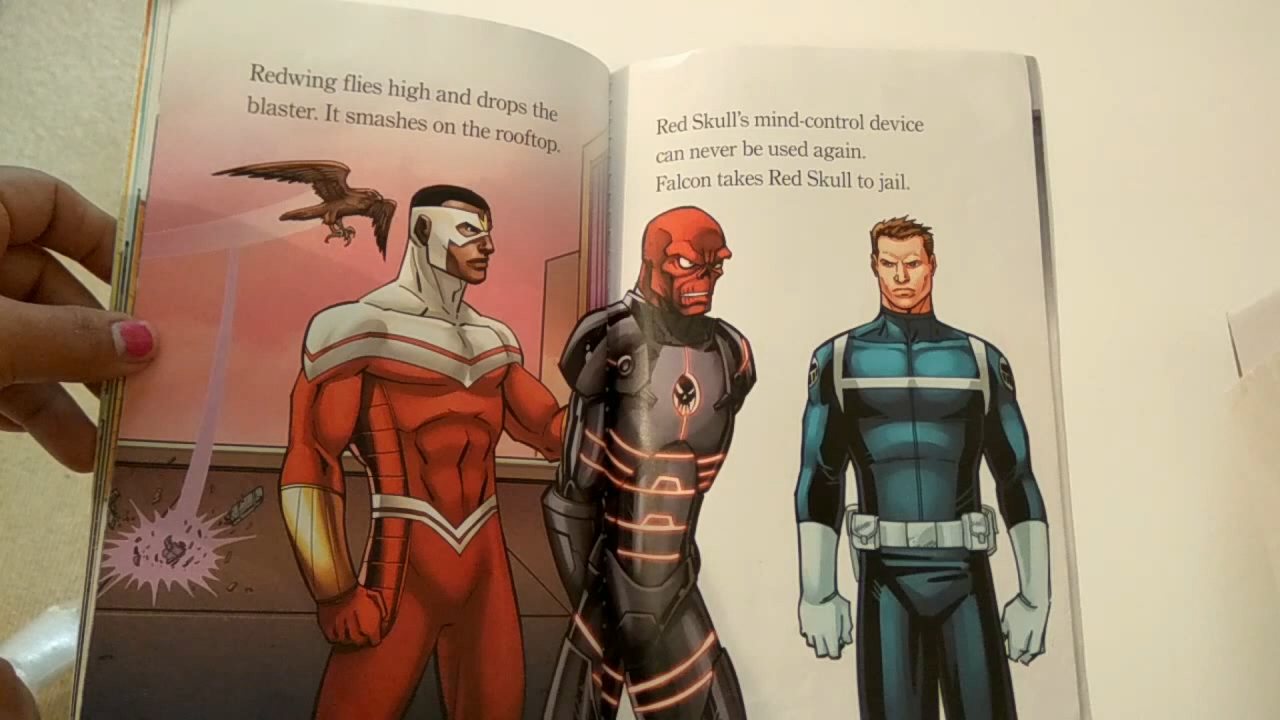 Redwing flies high and drops the
blaster. It smashes on the rooftop.
Red Skull's mind-control device
can never be used again.
Falcon takes Red Skull to jail.